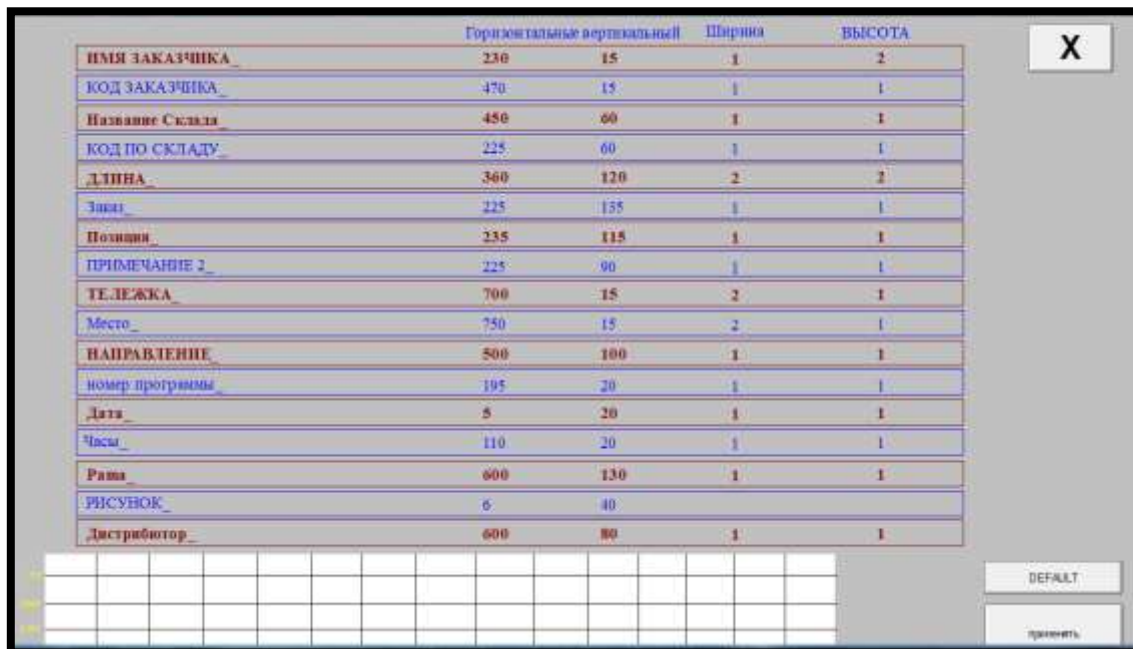 Горизонтальные вертикальный Ширина ВЫСОТА
X
ИМЯ ЗАКАЗЧИКА_ 230 15 1 2
КОД ЗАКАЗЧИКА_ 470 15 1 1
Название Склада_ 450 60 1 1
КОД ПО СКЛАДУ_ 225 60 1 1
ДЛИНА_ 360 120 2 2
Заказ_ 225 135 1 1
Позиция_ 235 115 1 1
ПРИМЕЧАНИЕ 2_ 225 90 1 1
ТЕЛЕЖКА_ 700 15 2 1
Место_ 750 15 2 1
НАПРАВЛЕНИЕ_ 500 100 1 1
номер программы_ 195 20 1 1
Дата_ 5 20 1 1
Часы_ 110 20 1 1
Рама_ 600 130 1 1
РИСУНОК_ 6 40
Дистрибютор_ 600 80 1 1
DEFAULT
применять